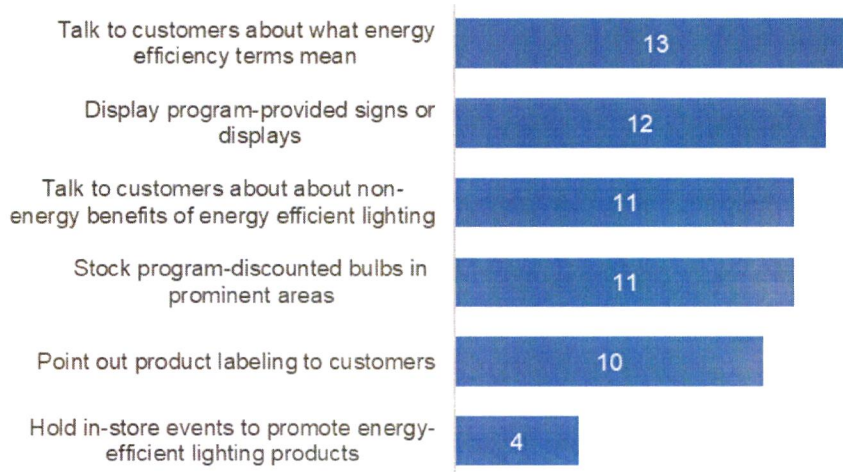 Talk to customers about what energy
efficiency terms mean
13
Display program-provided signs or
displays
12
Talk to customers about about non-
energy benefits of energy efficient lighting
11
Stock program-discounted bulbs in
prominent areas
11
Point out product labeling to customers
10
Hold in-store events to promote energy-
efficient lighting products
4